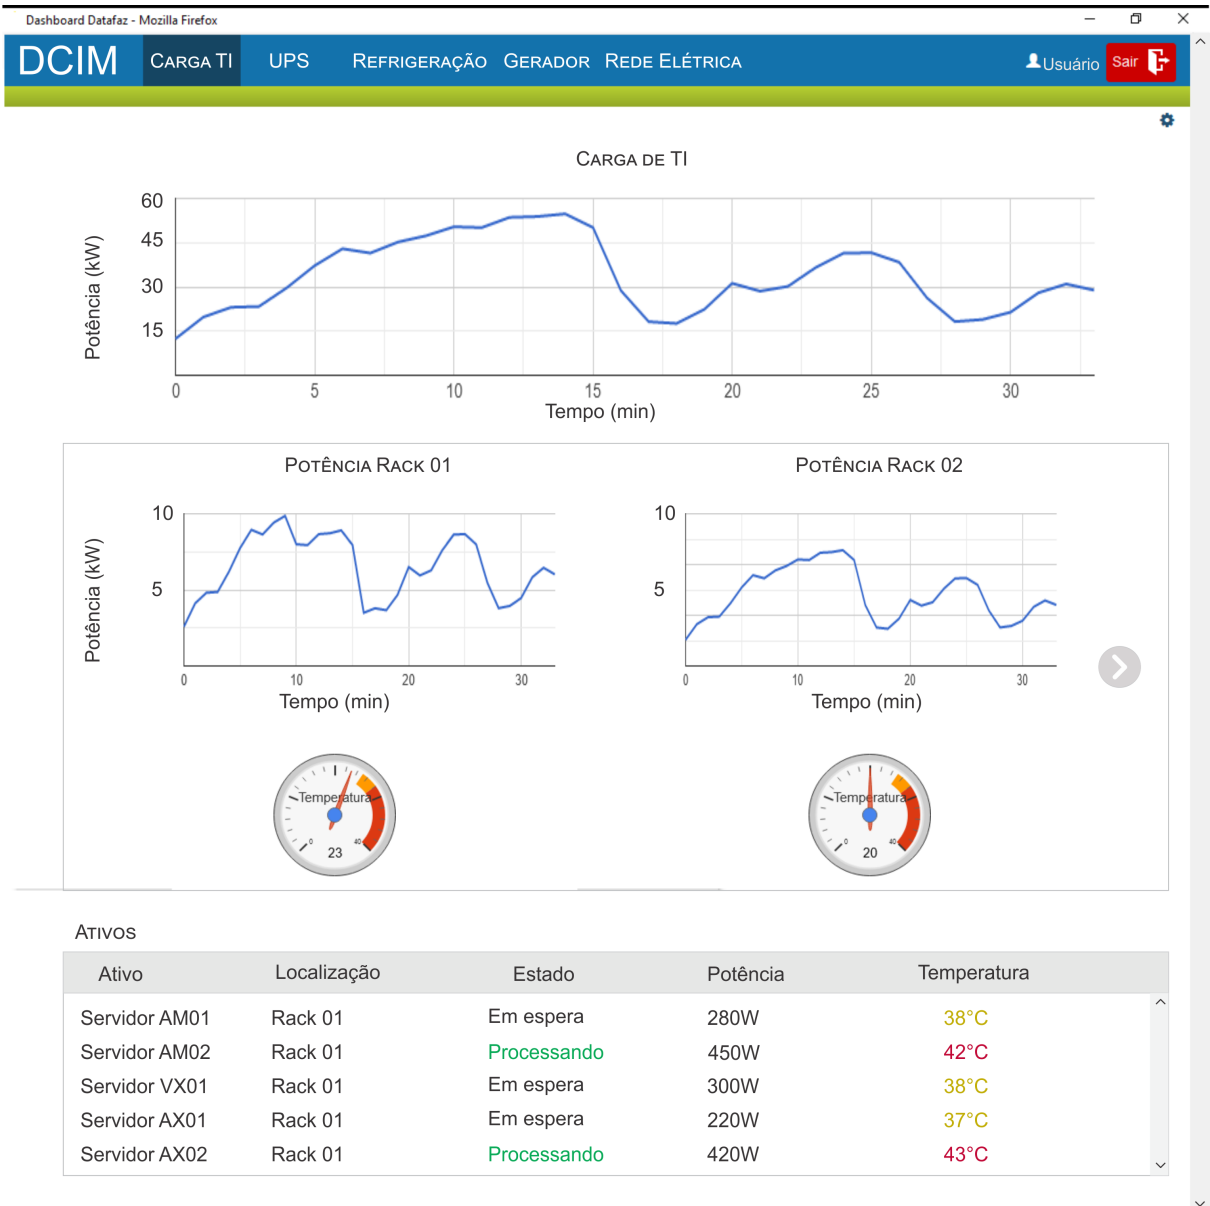 Dashboard Datafaz - Mozilla Firefox
DCIM CARGA TI UPS REFRIGERAÇÃO GERADOR REDE ELÉTRICA Usuário Sair
CARGA DE TI
60
45
30
15
Potência (kW)
0 5 10 15 20 25 30
Tempo (min)
POTÊNCIA RACK 01
10
5
Potência (kW)
0 10 20 30
Tempo (min)
Temperatura
0 40
23
POTÊNCIA RACK 02
10
5
0 10 20 30
Tempo (min)
Temperatura
0 40
20
ATIVOS
Ativo Localização Estado Potência Temperatura
Servidor AM01 Rack 01 Em espera 280W 38°C
Servidor AM02 Rack 01 Processando 450W 42°C
Servidor VX01 Rack 01 Em espera 300W 38°C
Servidor AX01 Rack 01 Em espera 220W 37°C
Servidor AX02 Rack 01 Processando 420W 43°C